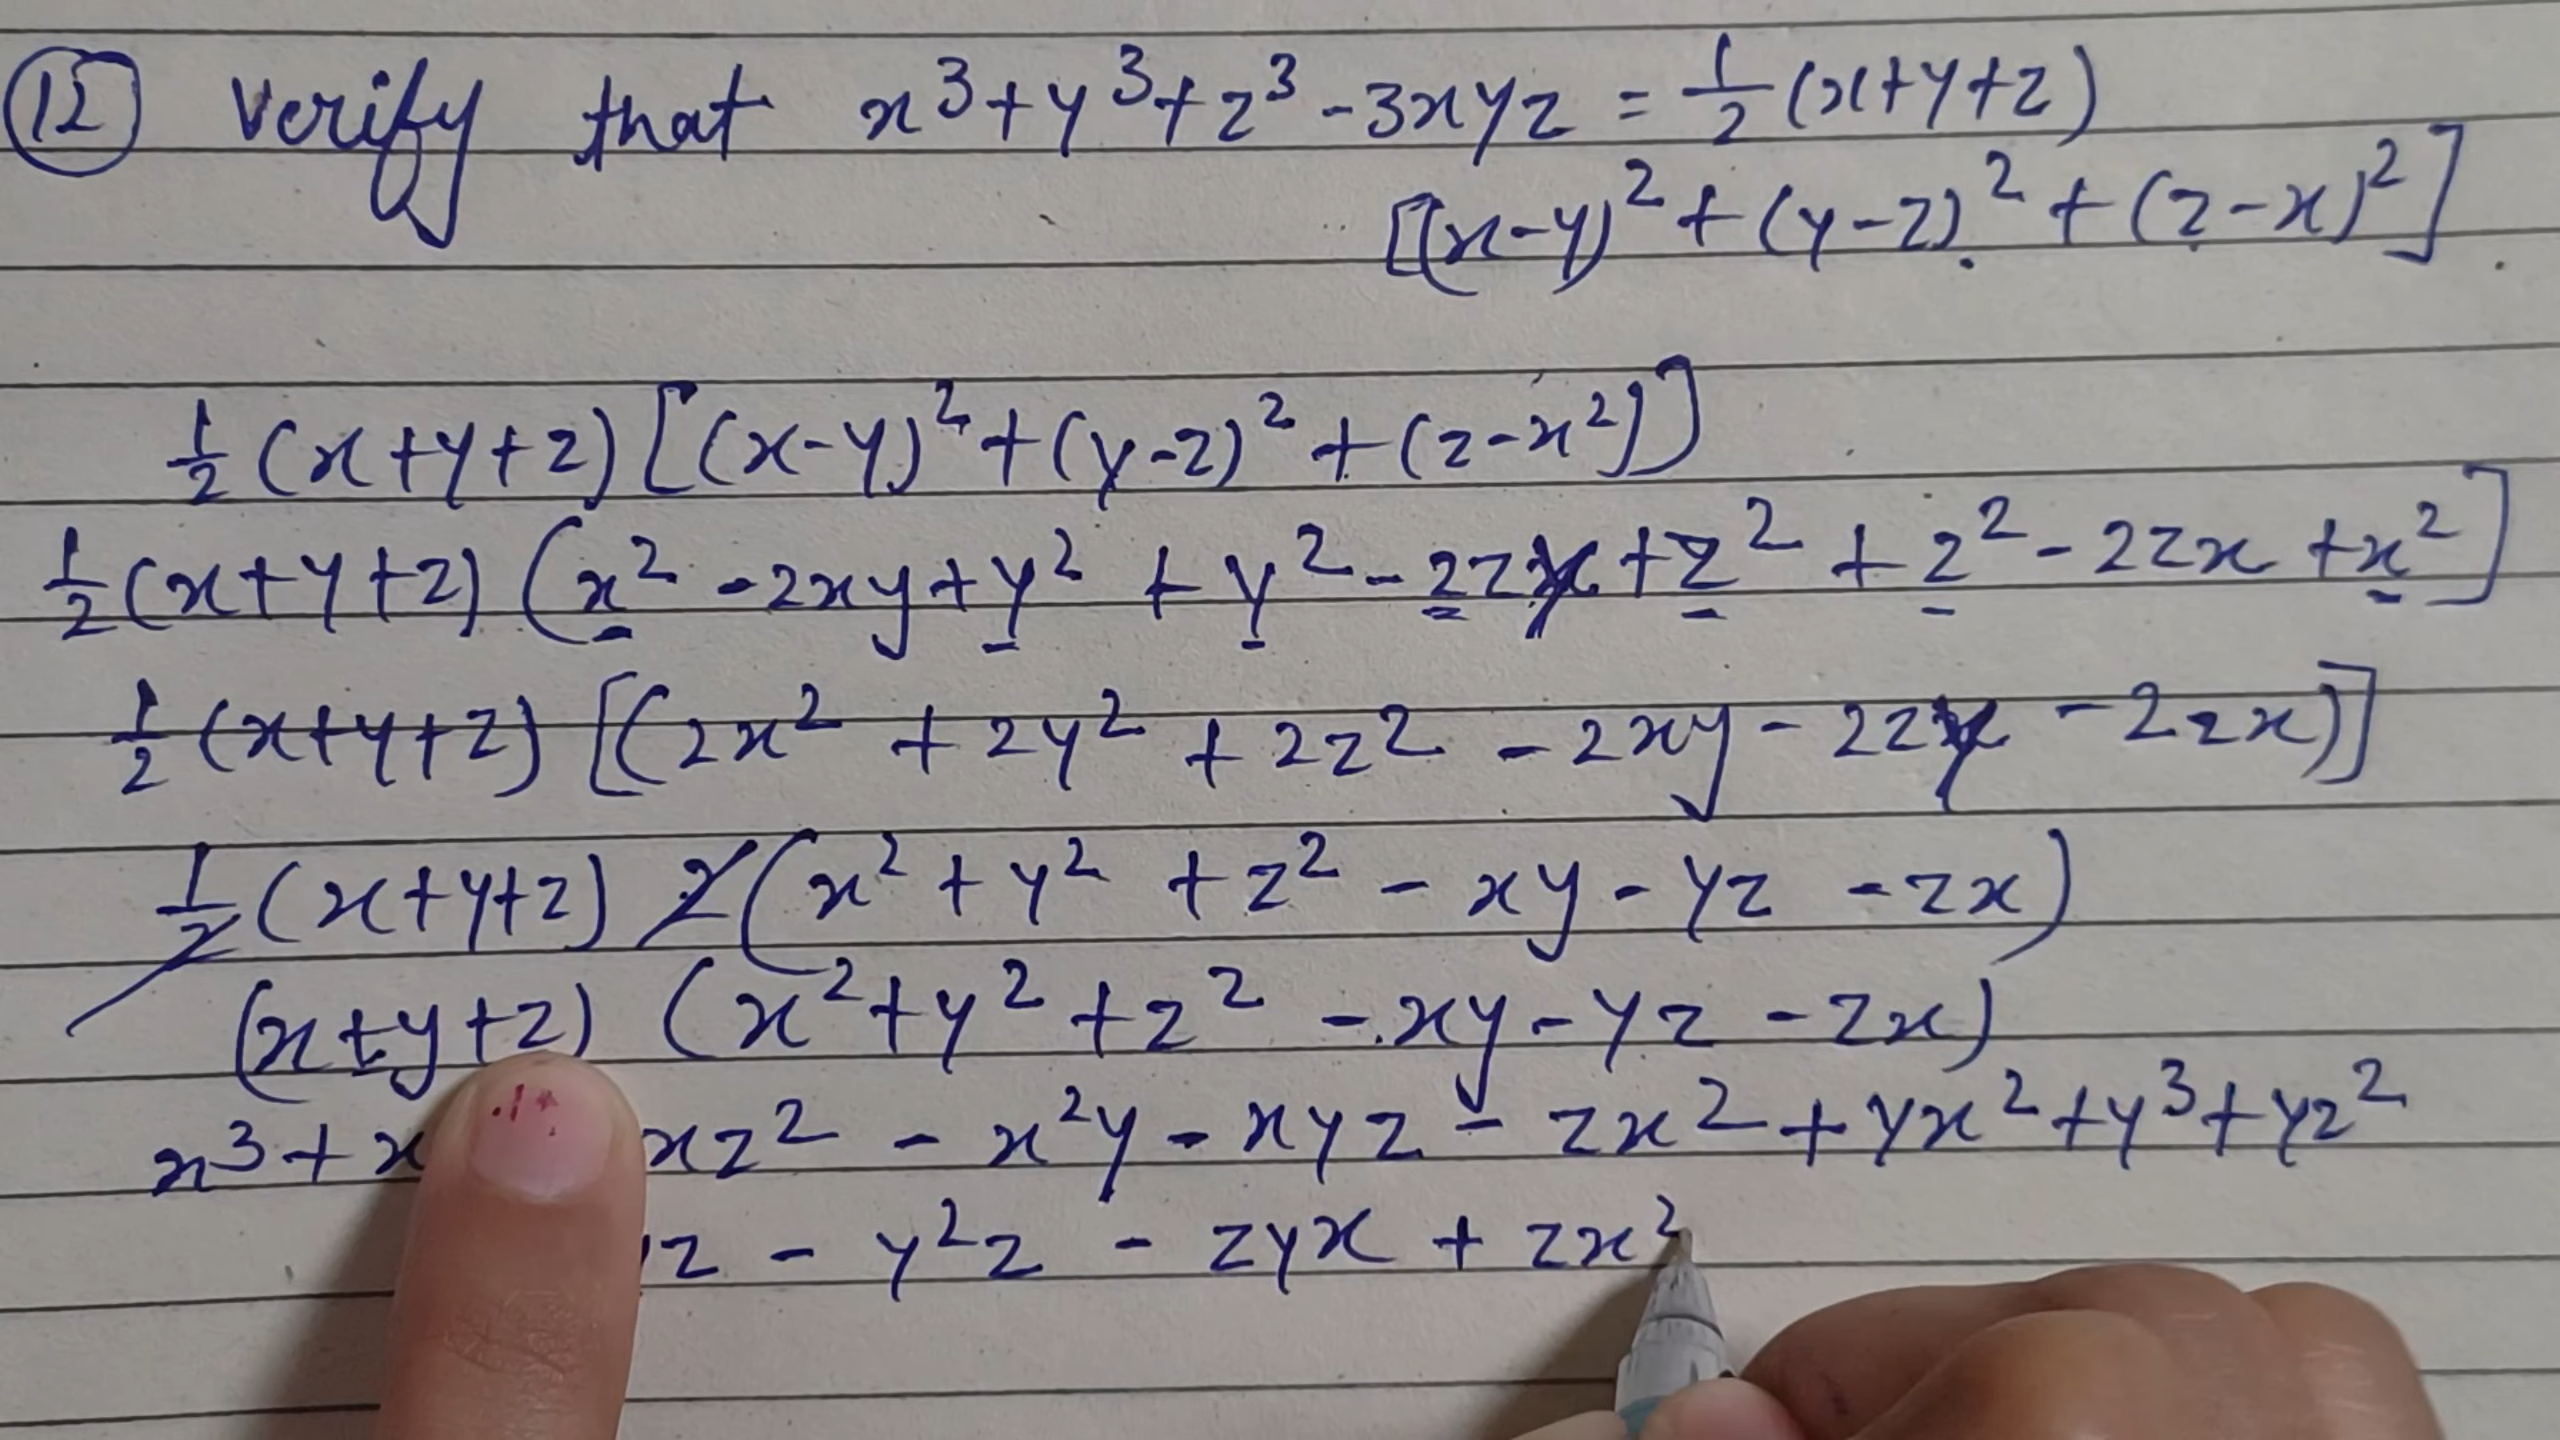 12 Verify that x³+y³+z³-3xyz = 1/2 (x+y+z)
[(x-y)²+(y-z)²+(z-x)²]
1/2 (x+y+z)[(x-y)²+(y-z)²+(z-x²)]
1/2 (x+y+z) (x²-2xy+y²+y²-2zy+z²+z²-2zx+x²]
1/2 (x+y+z) [(2x²+2y²+2z²-2xy-2zy-2zx)]
1/2 (x+y+z) 2(x²+y²+z²-xy-yz-zx)
(x+y+z) (x²+y²+z²-xy-yz-zx)
x³+x xz²-x²y-xyz-zx²+yx²+y³+yz²
z-y²z-zyx+zx²